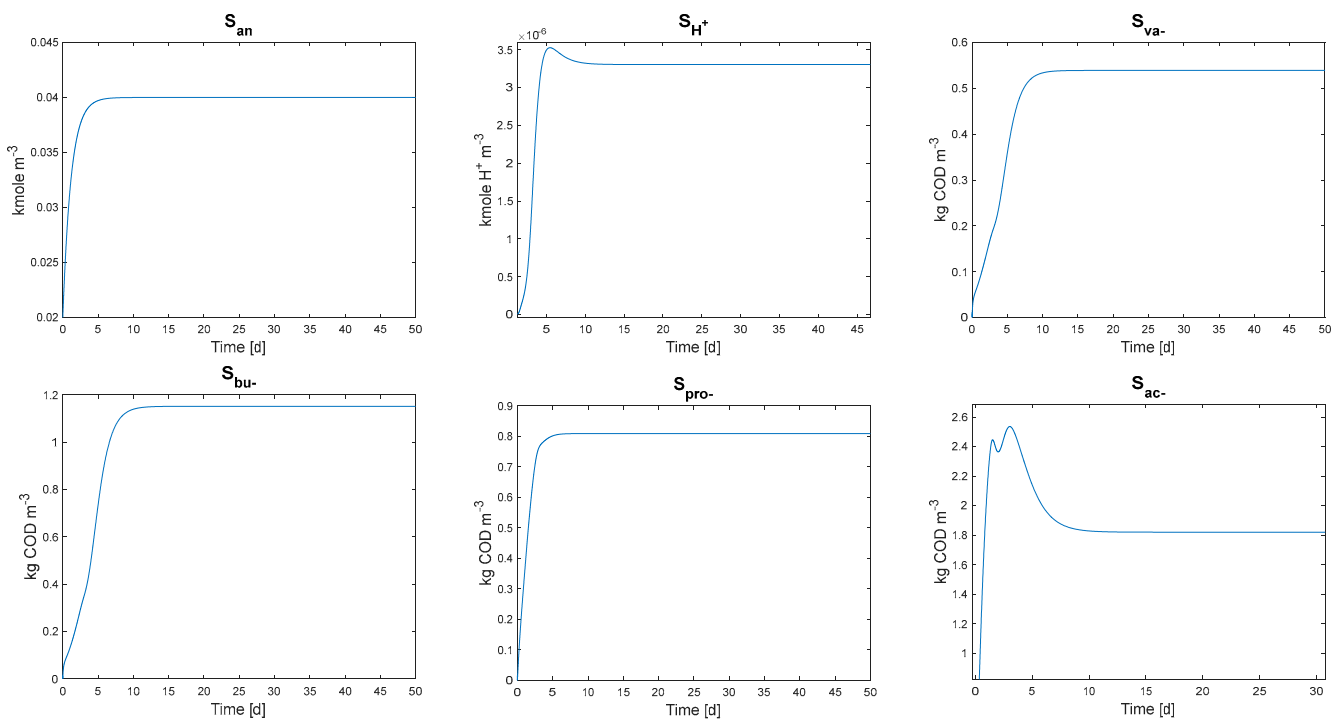 S_an
0.045
0.04
0.035
0.03
0.025
0.02
kmole m^-3
0 5 10 15 20 25 30 35 40 45 50
Time [d]
S_H^+
×10^-6
3.5
3
2.5
2
1.5
1
0.5
0
kmole H^+ m^-3
5 10 15 20 25 30 35 40 45
Time [d]
S_va-
0.6
0.5
0.4
0.3
0.2
0.1
0
kg COD m^-3
0 5 10 15 20 25 30 35 40 45 50
Time [d]
S_bu-
1.2
1
0.8
0.6
0.4
0.2
0
kg COD m^-3
0 5 10 15 20 25 30 35 40 45 50
Time [d]
S_pro-
0.9
0.8
0.7
0.6
0.5
0.4
0.3
0.2
0.1
0
kg COD m^-3
0 5 10 15 20 25 30 35 40 45 50
Time [d]
S_ac-
2.6
2.4
2.2
2
1.8
1.6
1.4
1.2
1
kg COD m^-3
0 5 10 15 20 25 30
Time [d]